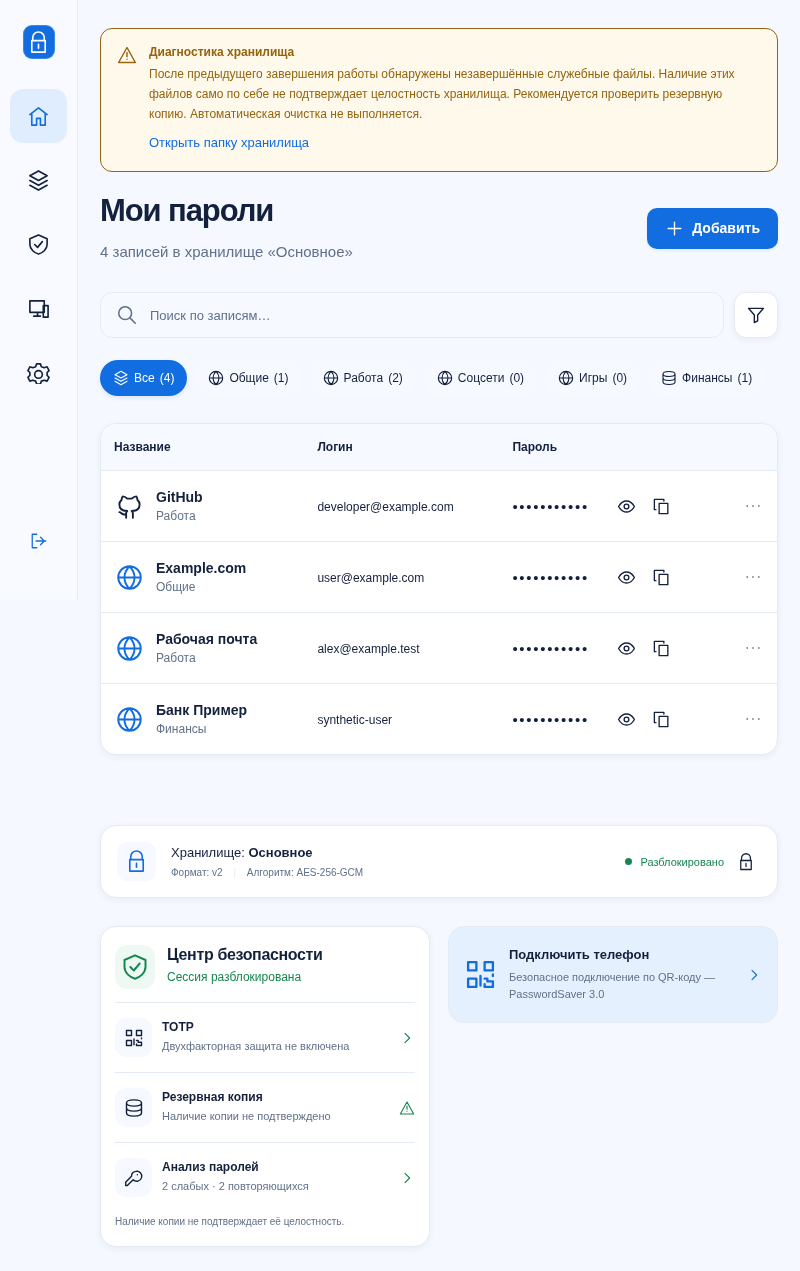 Диагностика хранилища
После предыдущего завершения работы обнаружены незавершённые служебные файлы. Наличие этих
файлов само по себе не подтверждает целостность хранилища. Рекомендуется проверить резервную
копию. Автоматическая очистка не выполняется.
Открыть папку хранилища
Мои пароли
4 записей в хранилище «Основное»
Добавить
Поиск по записям…
Все (4) Общие (1) Работа (2) Соцсети (0) Игры (0) Финансы (1)
Название Логин Пароль
GitHub
Работа
developer@example.com ••••••••••• ···
Example.com
Общие
user@example.com ••••••••••• ···
Рабочая почта
Работа
alex@example.test ••••••••••• ···
Банк Пример
Финансы
synthetic-user ••••••••••• ···
Хранилище: Основное
Формат: v2 | Алгоритм: AES-256-GCM
Разблокировано
Центр безопасности
Сессия разблокирована
TOTP
Двухфакторная защита не включена
Резервная копия
Наличие копии не подтверждено
Анализ паролей
2 слабых · 2 повторяющихся
Наличие копии не подтверждает её целостность.
Подключить телефон
Безопасное подключение по QR-коду —
PasswordSaver 3.0